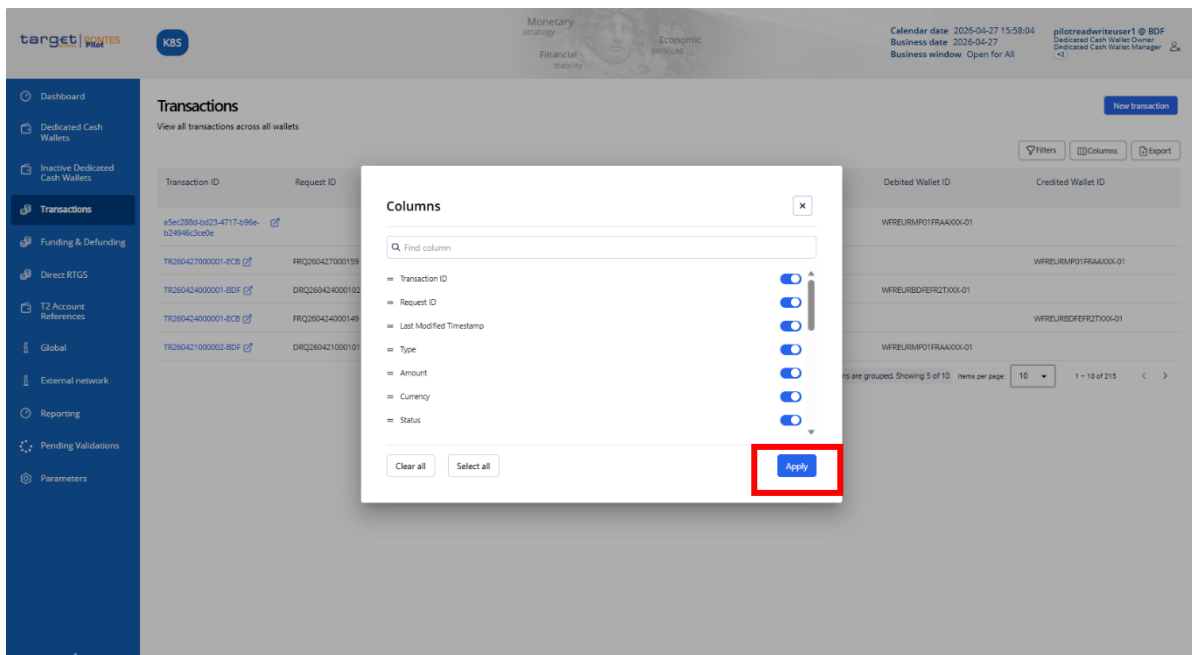 target | PONTES
Pilot
K8S
Monetary
strategy
Economic
services
Financial
stability
Calendar date 2026-04-27 15:58:04
Business date 2026-04-27
Business window Open for All
pilotreadwriteuser1 @ BDF
Dedicated Cash Wallet Owner
Dedicated Cash Wallet Manager
+2
Dashboard
Dedicated Cash
Wallets
Inactive Dedicated
Cash Wallets
Transactions
Funding & Defunding
Direct RTGS
T2 Account
References
Global
External network
Reporting
Pending Validations
Parameters
Transactions
New transaction
View all transactions across all wallets
Filters Columns Export
Transaction ID Request ID Debited Wallet ID Credited Wallet ID
a5ec288d-bd23-4717-b96e- WFREURMP01FRAAXXX-01
b24946c3ce0e
TR260427000001-ECB FRQ260427000159 WFREURMP01FRAAXXX-01
TR260424000001-BDF DRQ260424000102 WFREURBDFEFR2TXXX-01
TR260424000001-ECB FRQ260424000149 WFREURBDFEFR2TXXX-01
TR260421000002-BDF DRQ260421000101 WFREURMP01FRAAXXX-01
are grouped. Showing 5 of 10 Items per page: 10 1 – 10 of 215
Columns
Find column
Transaction ID
Request ID
Last Modified Timestamp
Type
Amount
Currency
Status
Clear all Select all Apply